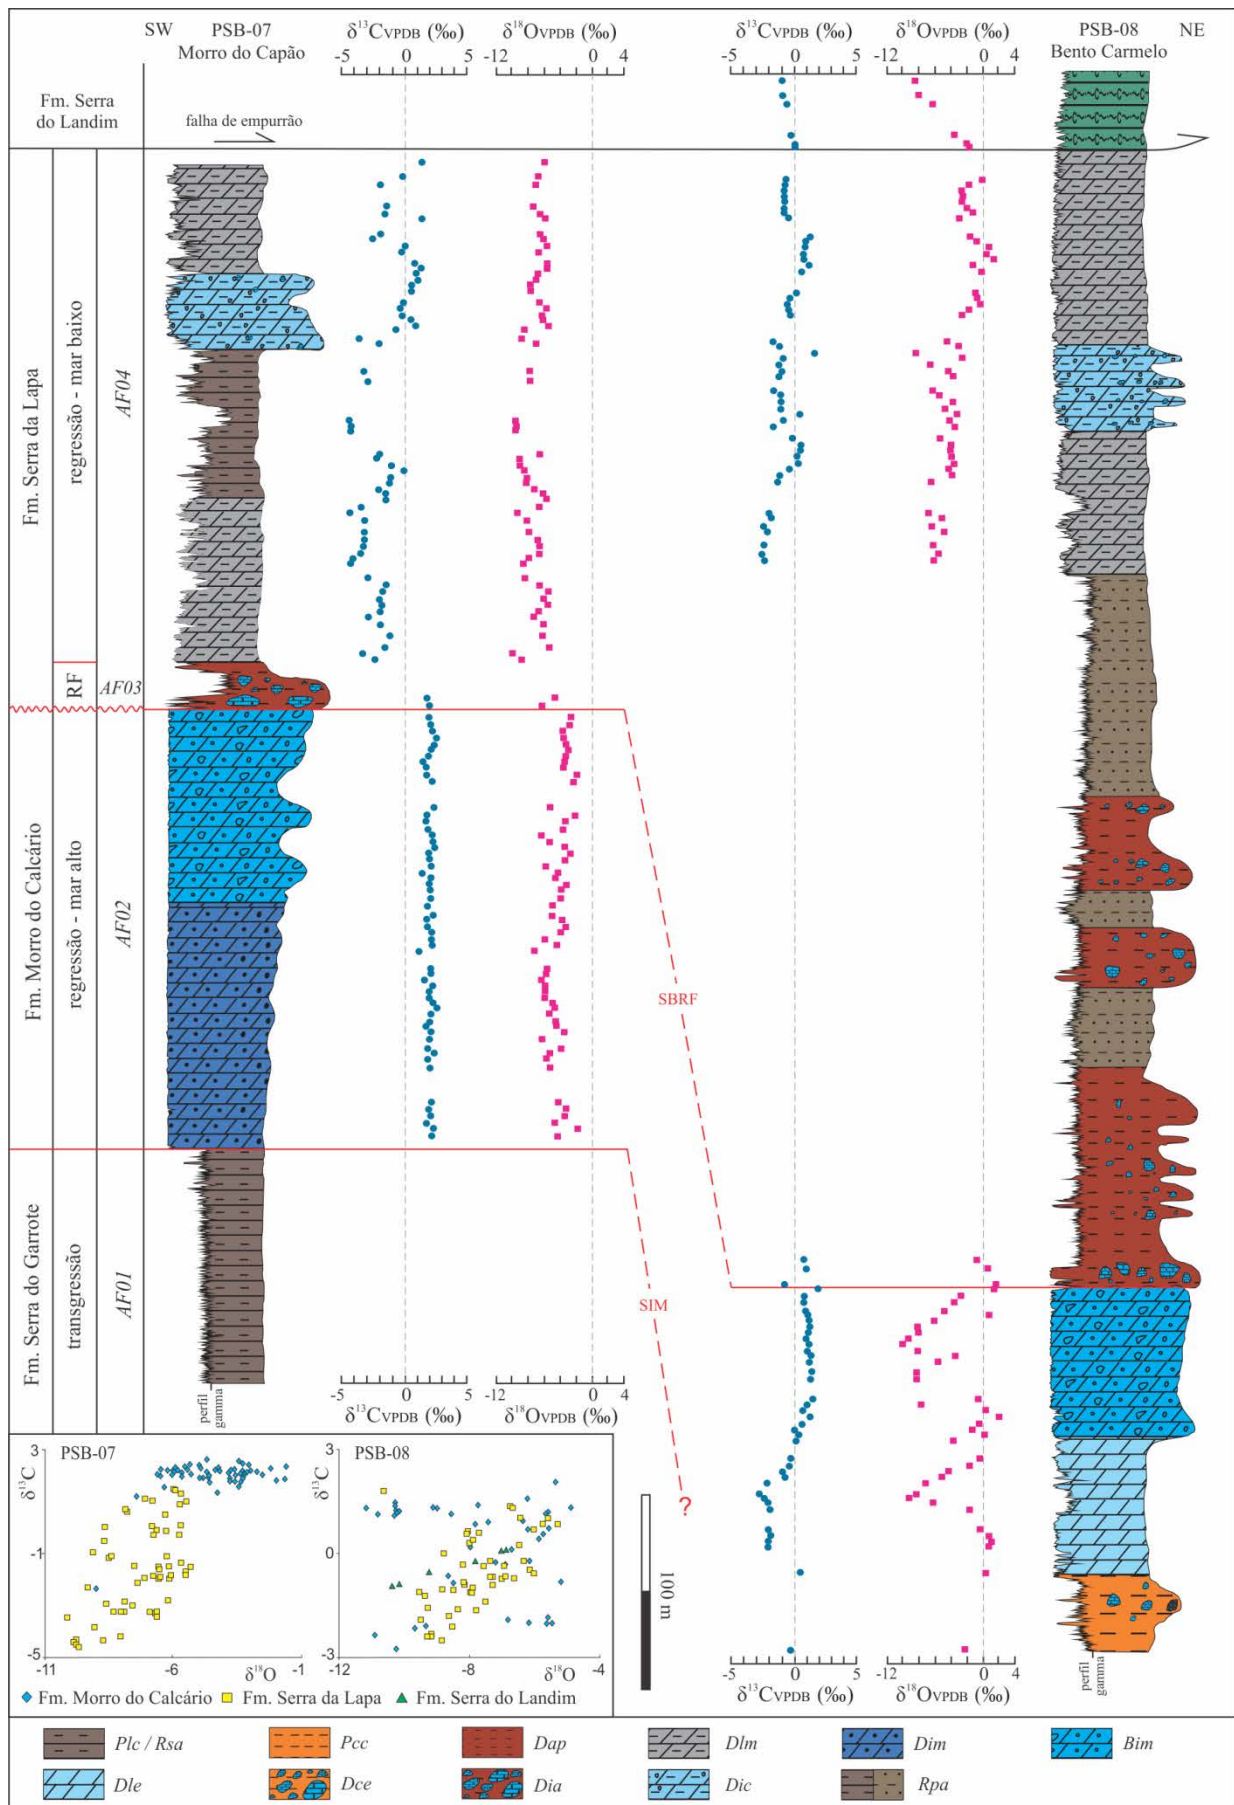 SW PSB-07 δ¹³CVPDB (‰) δ¹⁸OVPDB (‰) δ¹³CVPDB (‰) δ¹⁸OVPDB (‰) PSB-08 NE
Morro do Capão -5 0 5 -12 0 4 -5 0 5 -12 0 4 Bento Carmelo
Fm. Serra
do Landim
falha de empurrão
Fm. Serra da Lapa
regressão - mar baixo
AF04
RF
AF03
Fm. Morro do Calcário
regressão - mar alto
AF02
SBRF
Fm. Serra do Garrote
transgressão
AF01
SIM
?
perfil
gamma
-5 0 5 -12 0 4
δ¹³CVPDB (‰) δ¹⁸OVPDB (‰)
100 m
perfil
gamma
-5 0 5 -12 0 4
δ¹³CVPDB (‰) δ¹⁸OVPDB (‰)
3 PSB-07
δ¹³C
-1
-5
-11 -6 δ¹⁸O -1
3 PSB-08
δ¹³C
0
-3
-12 -8 δ¹⁸O -4
Fm. Morro do Calcário Fm. Serra da Lapa Fm. Serra do Landim
Plc / Rsa Pcc Dap Dlm Dim Bim
Dle Dce Dia Dic Rpa